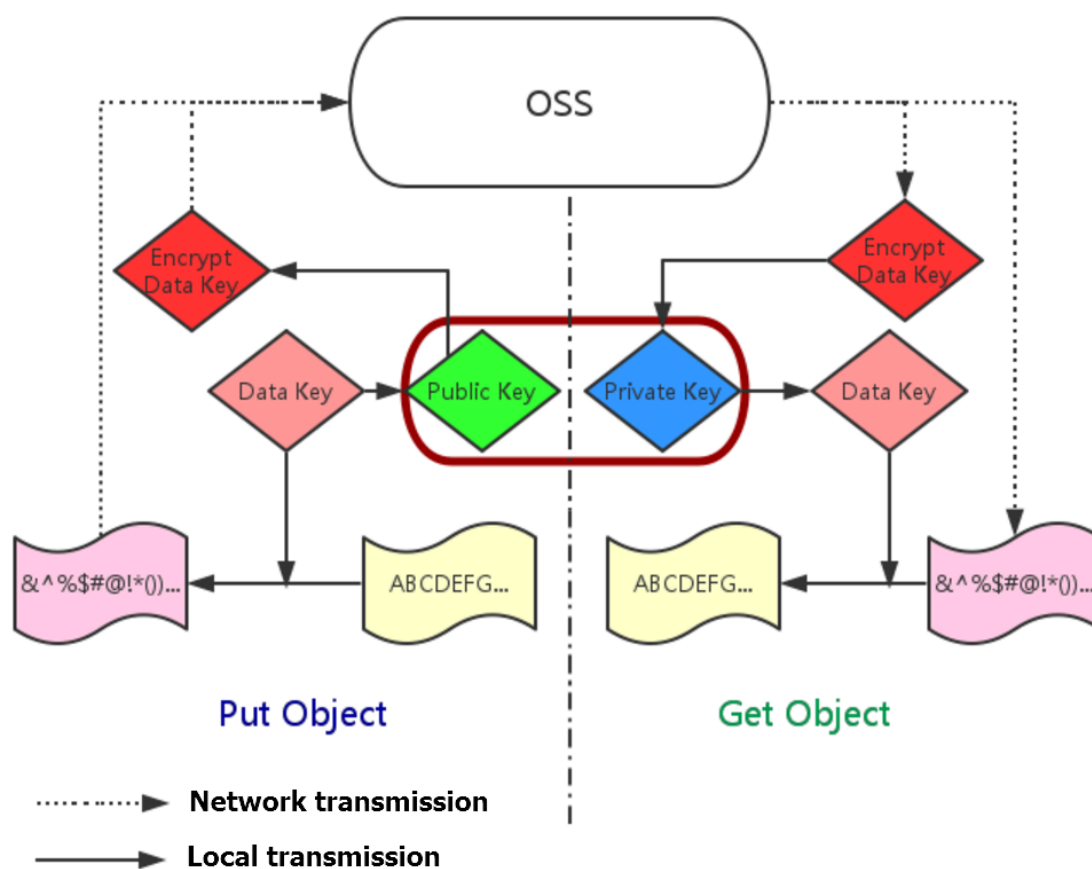 OSS
Encrypt
Data Key
Encrypt
Data Key
Data Key
Public Key
Private Key
Data Key
&^%$#@!*())...
ABCDEFG...
ABCDEFG...
&^%$#@!*())...
Put Object
Get Object
Network transmission
Local transmission